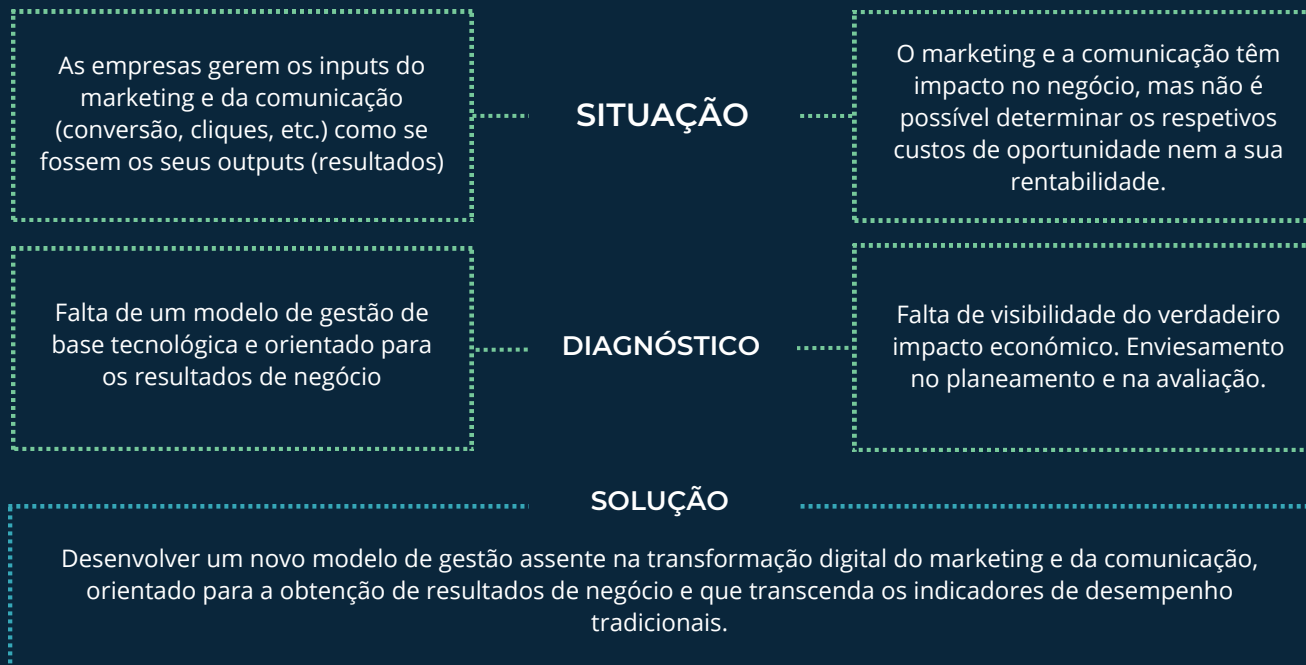 As empresas gerem os inputs do
marketing e da comunicação
(conversão, cliques, etc.) como se
fossem os seus outputs (resultados)
SITUAÇÃO
O marketing e a comunicação têm
impacto no negócio, mas não é
possível determinar os respetivos
custos de oportunidade nem a sua
rentabilidade.
Falta de um modelo de gestão de
base tecnológica e orientado para
os resultados de negócio
DIAGNÓSTICO
Falta de visibilidade do verdadeiro
impacto económico. Enviesamento
no planeamento e na avaliação.
SOLUÇÃO
Desenvolver um novo modelo de gestão assente na transformação digital do marketing e da comunicação,
orientado para a obtenção de resultados de negócio e que transcenda os indicadores de desempenho
tradicionais.